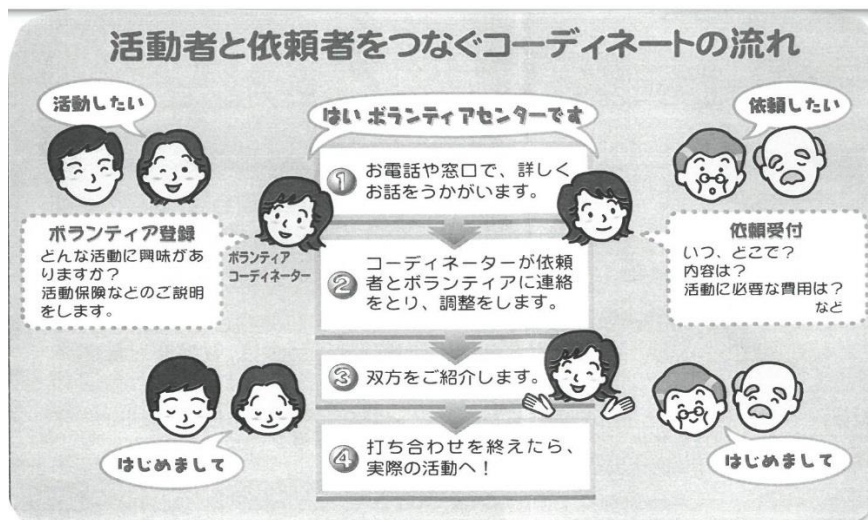 活動者と依頼者をつなぐコーディネートの流れ
活動したい
はい ボランティアセンターです
依頼したい
① お電話や窓口で、詳しく
お話をうかがいます。
ボランティア登録
どんな活動に興味があ
りますか?
活動保険などのご説明
をします。
ボランティア
コーディネーター
依頼受付
いつ、どこで?
内容は?
活動に必要な費用は?
など
② コーディネーターが依頼
者とボランティアに連絡
をとり、調整をします。
③ 双方をご紹介します。
はじめまして
はじめまして
④ 打ち合わせを終えたら、
実際の活動へ!